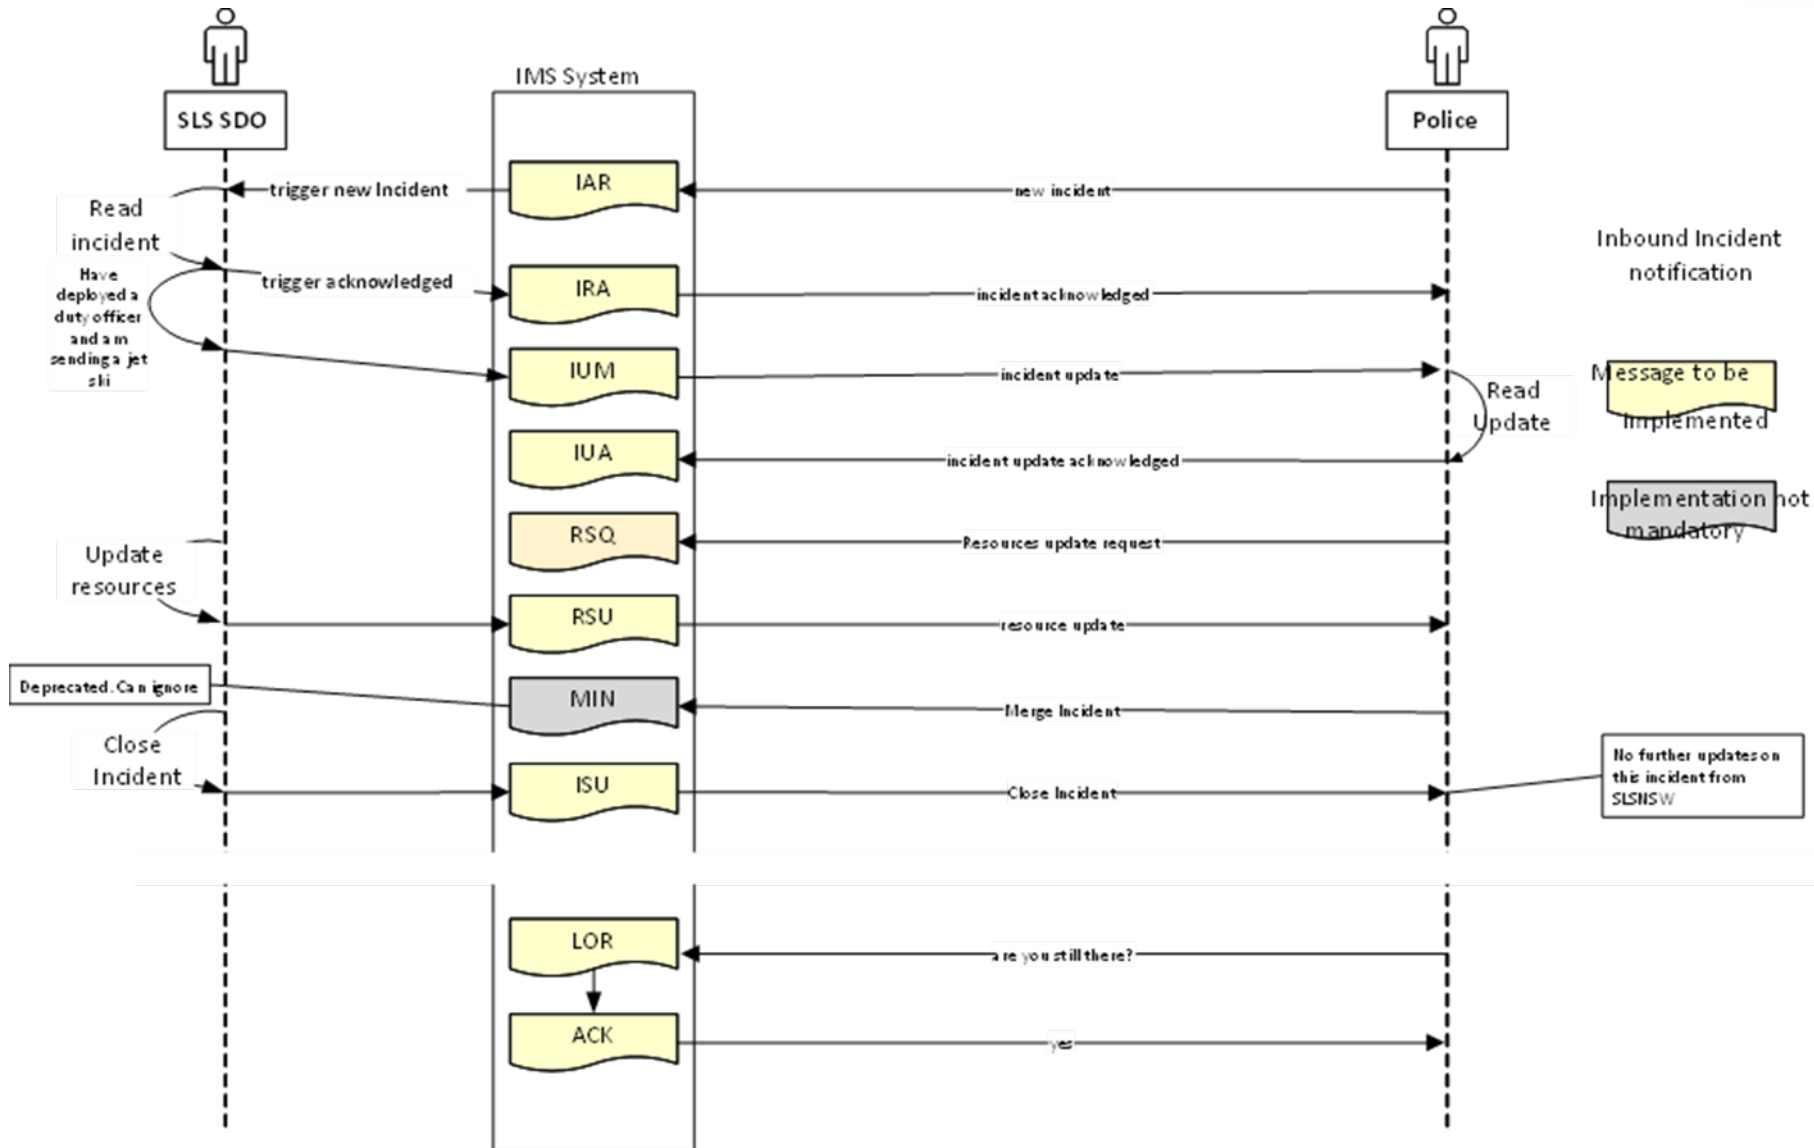 IMS System
SLS SDO
Police
IAR
trigger new Incident
new incident
Read
incident
Inbound Incident
notification
Have
deployed a
duty officer
and am
sending a jet
ski
trigger acknowledged
IRA
incident acknowledged
IUM
incident update
Read
Update
Message to be
Implemented
IUA
incident update acknowledged
Implementation not
mandatory
RSQ
Resources update request
Update
resources
RSU
resource update
Deprecated. Can ignore
MIN
Merge Incident
Close
Incident
ISU
Close Incident
No further updates on
this incident from
SLSNSW
LOR
are you still there?
ACK
yes